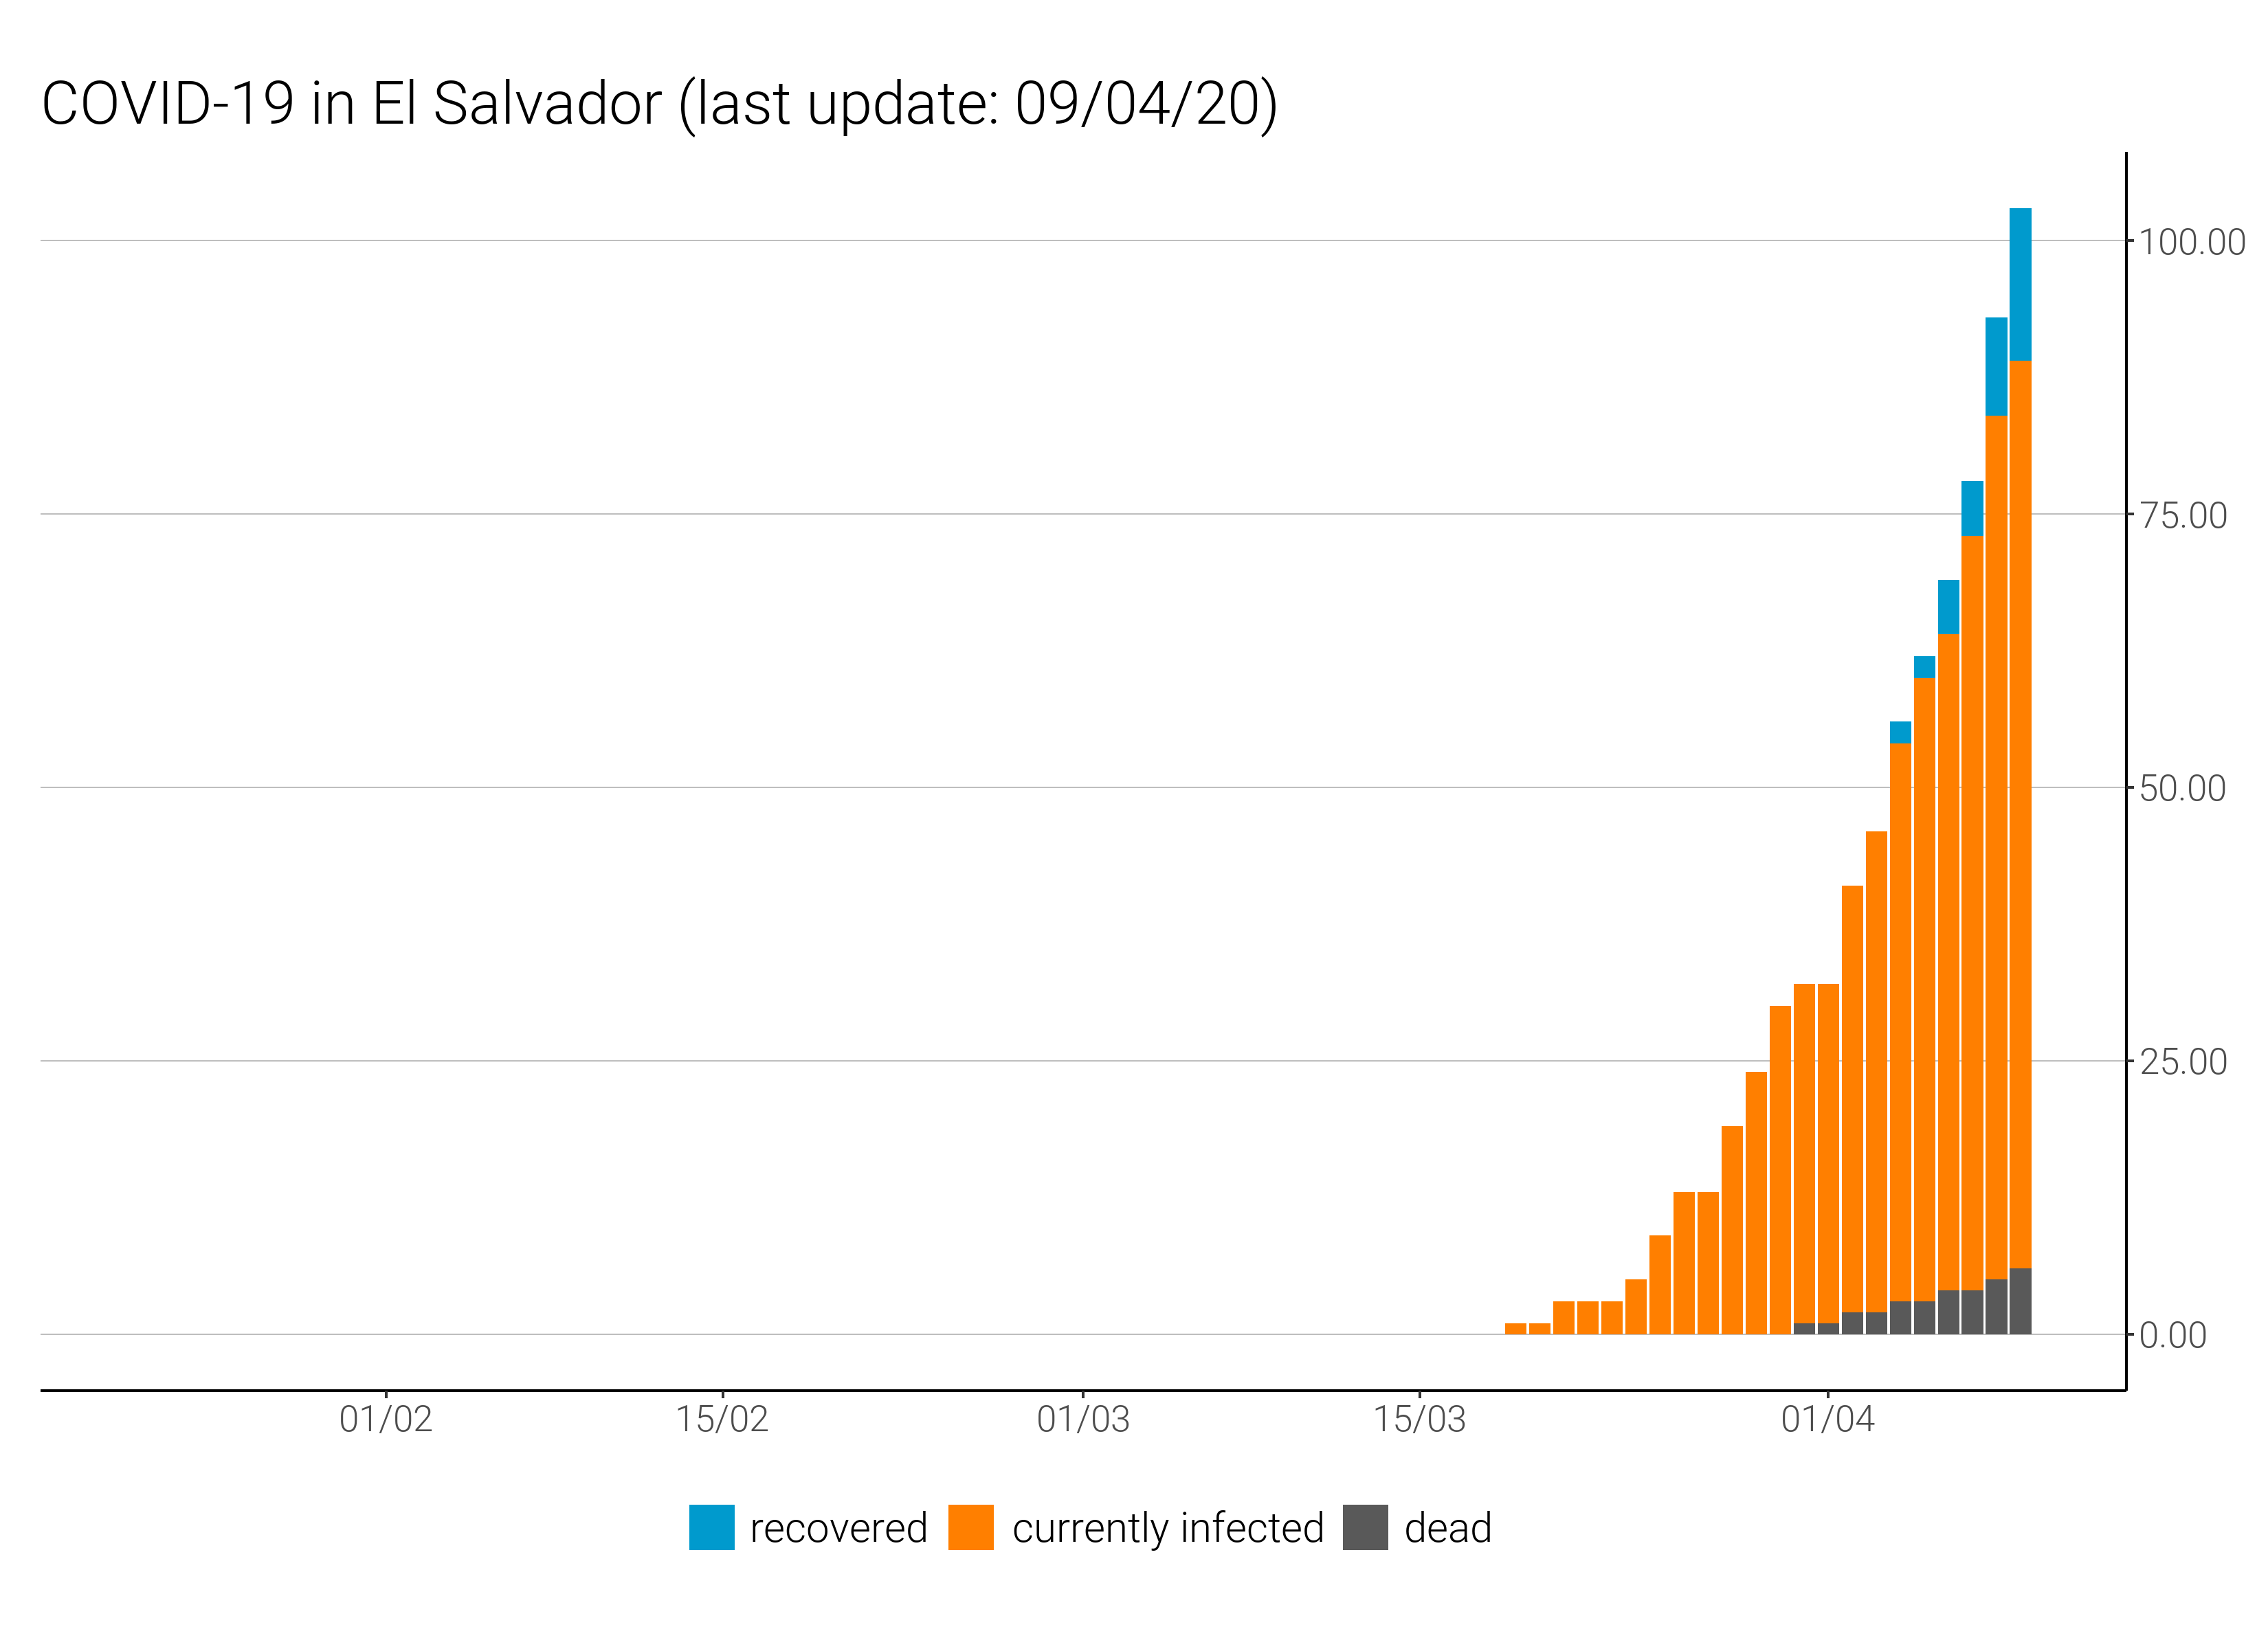 COVID-19 in El Salvador (last update: 09/04/20)
100.00
75.00
50.00
25.00
0.00
01/02 15/02 01/03 15/03 01/04
recovered currently infected dead